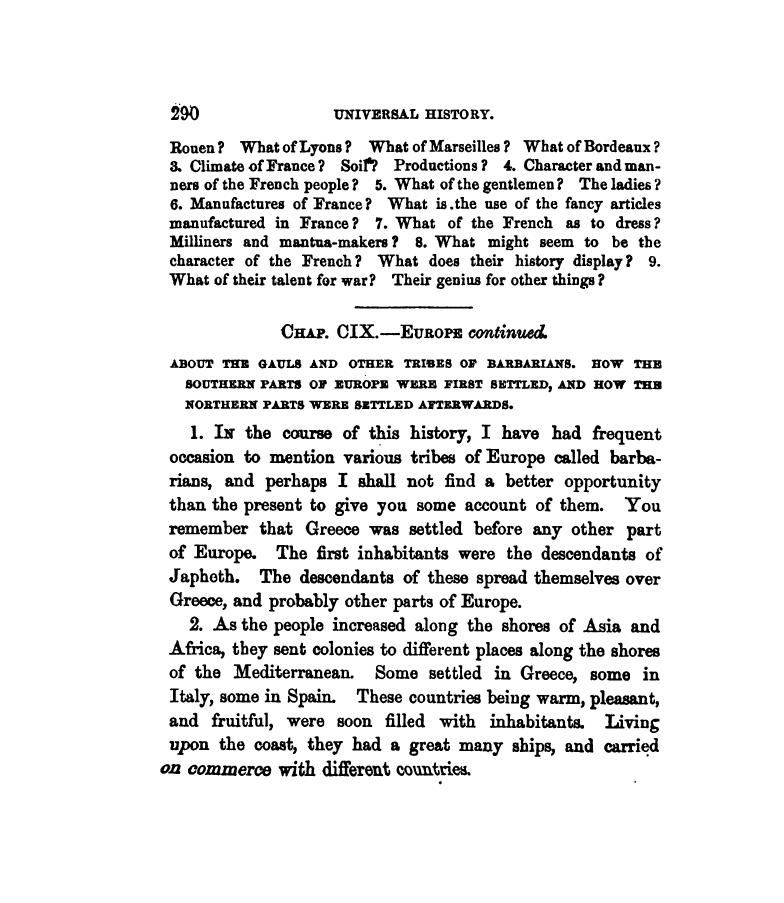 290 UNIVERSAL HISTORY.
Rouen? What of Lyons? What of Marseilles? What of Bordeaux?
3. Climate of France? Soil? Productions? 4. Character and man-
ners of the French people? 5. What of the gentlemen? The ladies?
6. Manufactures of France? What is the use of the fancy articles
manufactured in France? 7. What of the French as to dress?
Milliners and mantua-makers? 8. What might seem to be the
character of the French? What does their history display? 9.
What of their talent for war? Their genius for other things?
CHAP. CIX.—EUROPE continued.
ABOUT THE GAULS AND OTHER TRIBES OF BARBARIANS. HOW THE
SOUTHERN PARTS OF EUROPE WERE FIRST SETTLED, AND HOW THE
NORTHERN PARTS WERE SETTLED AFTERWARDS.
1. IN the course of this history, I have had frequent
occasion to mention various tribes of Europe called barba-
rians, and perhaps I shall not find a better opportunity
than the present to give you some account of them. You
remember that Greece was settled before any other part
of Europe. The first inhabitants were the descendants of
Japheth. The descendants of these spread themselves over
Greece, and probably other parts of Europe.
2. As the people increased along the shores of Asia and
Africa, they sent colonies to different places along the shores
of the Mediterranean. Some settled in Greece, some in
Italy, some in Spain. These countries being warm, pleasant,
and fruitful, were soon filled with inhabitants. Living
upon the coast, they had a great many ships, and carried
on commerce with different countries.